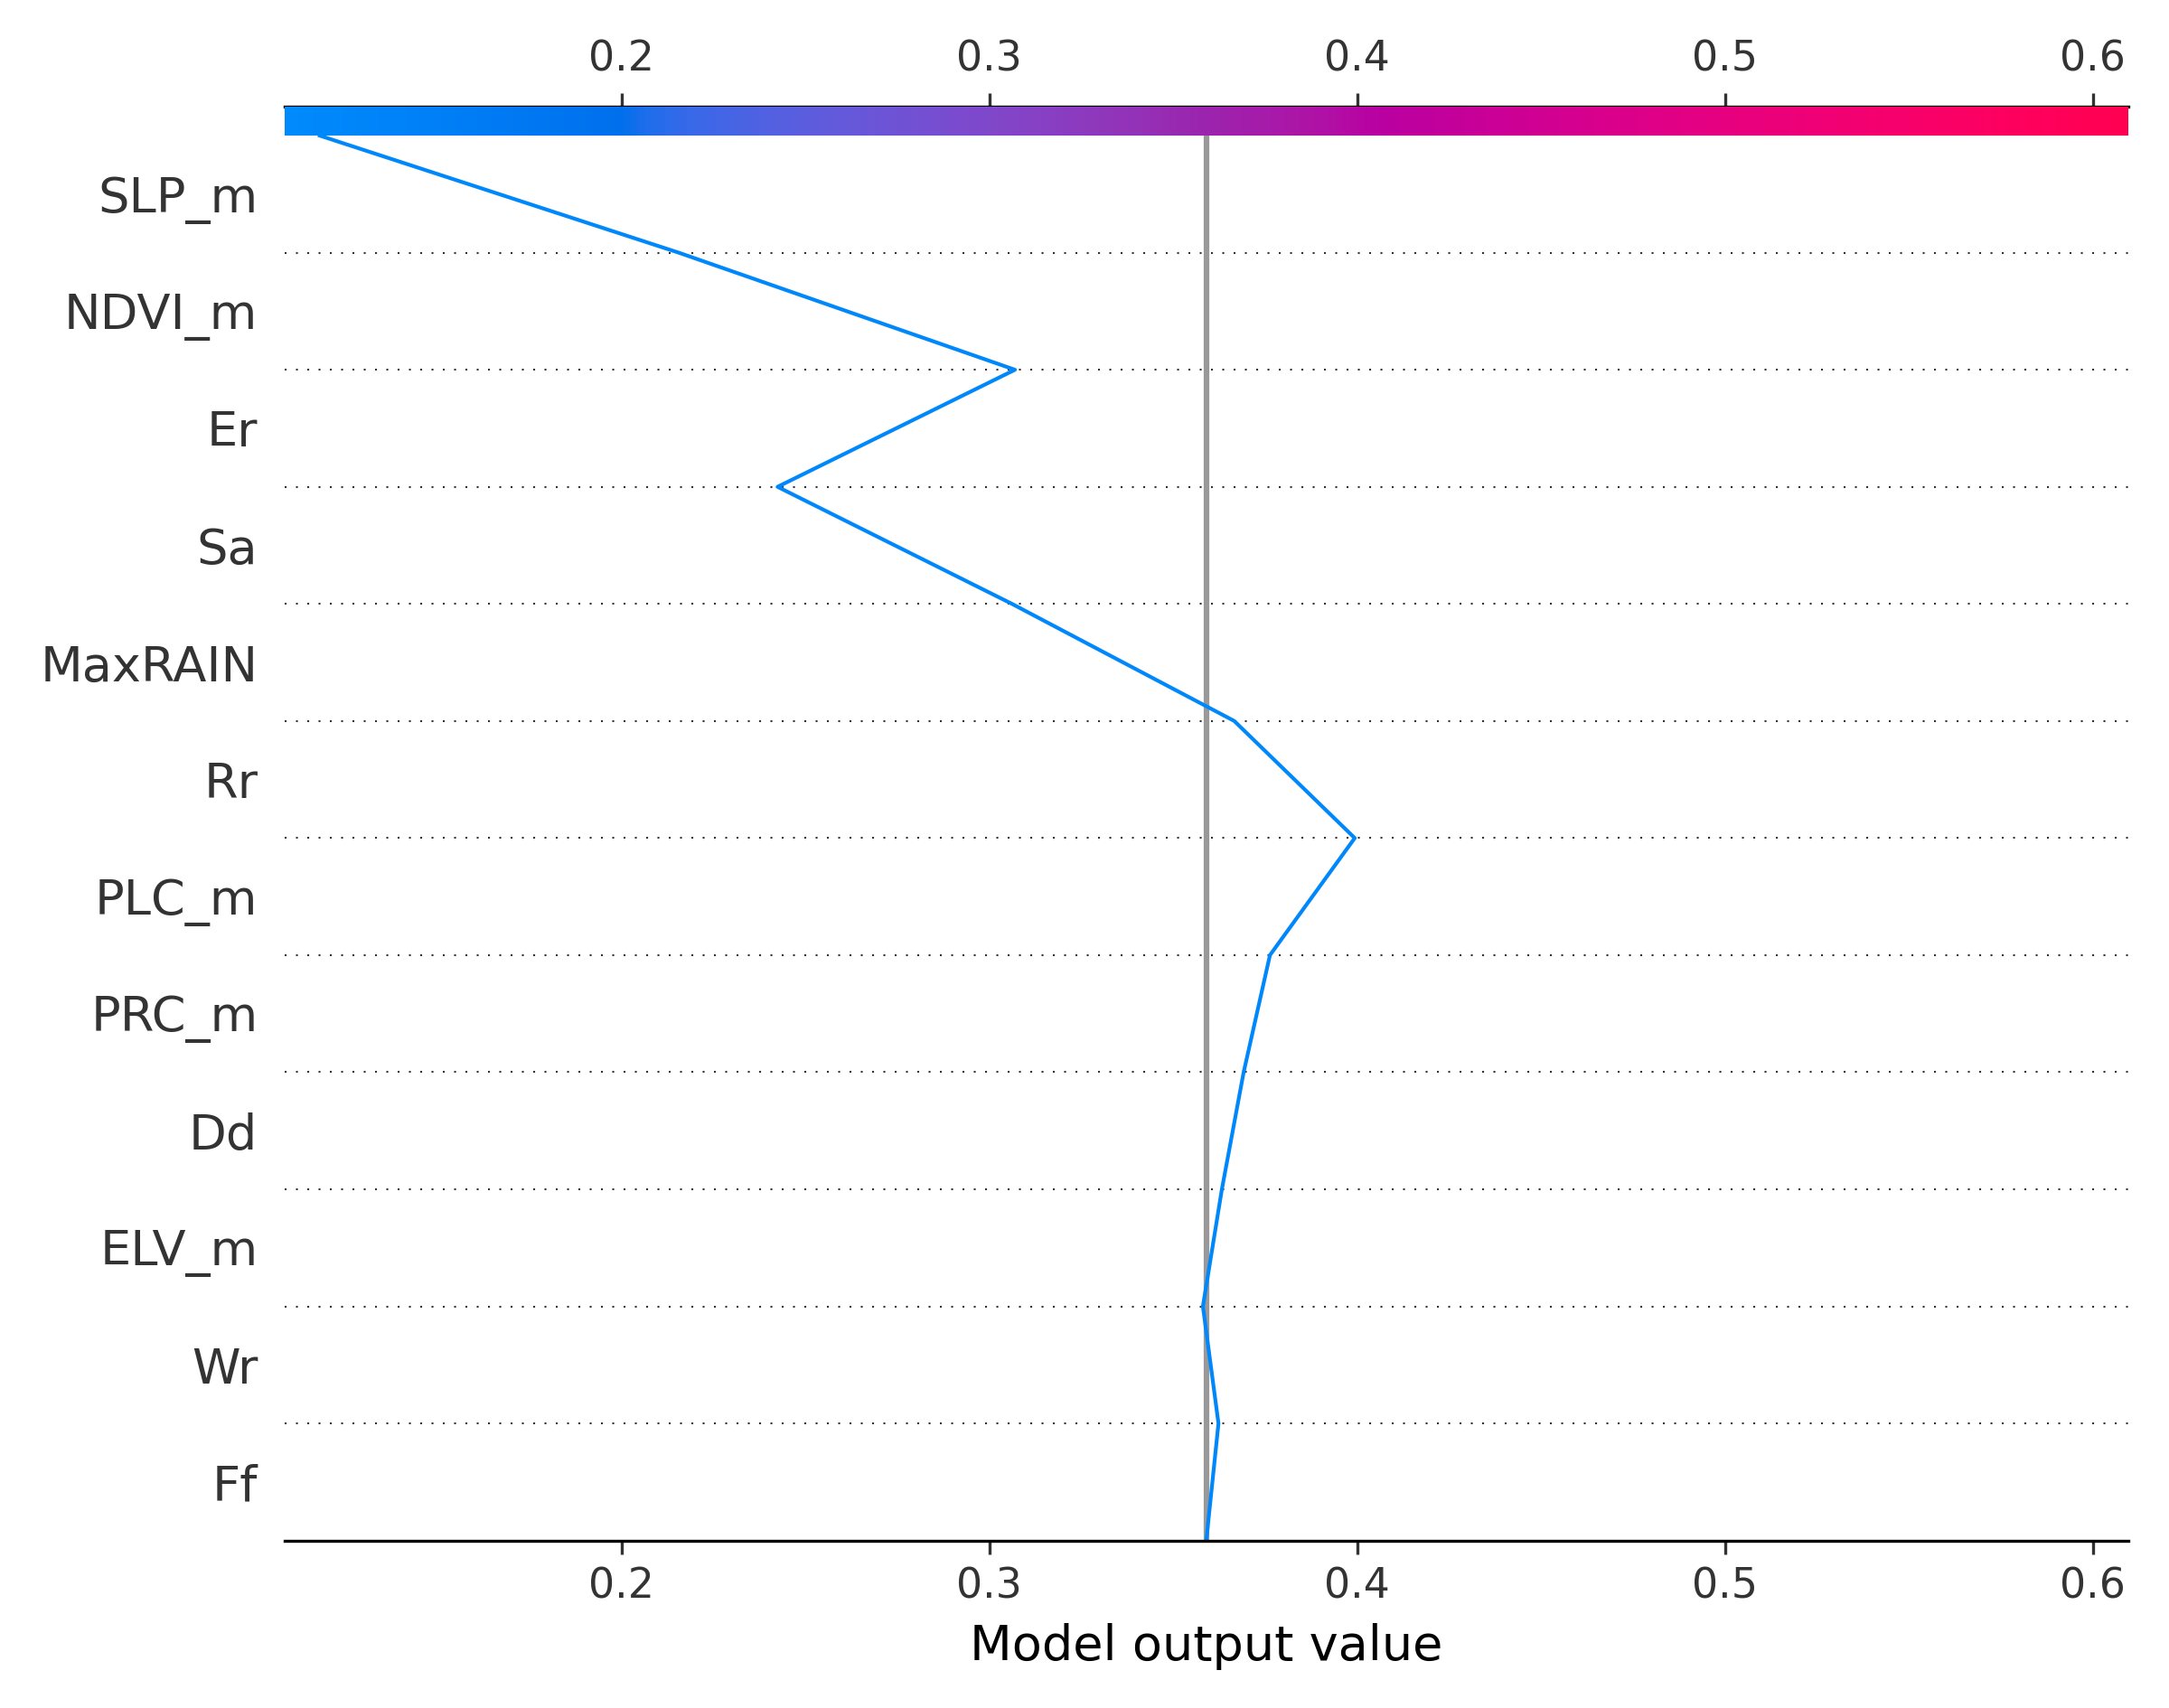 0.2 0.3 0.4 0.5 0.6
SLP_m
NDVI_m
Er
Sa
MaxRAIN
Rr
PLC_m
PRC_m
Dd
ELV_m
Wr
Ff
0.2 0.3 0.4 0.5 0.6
Model output value